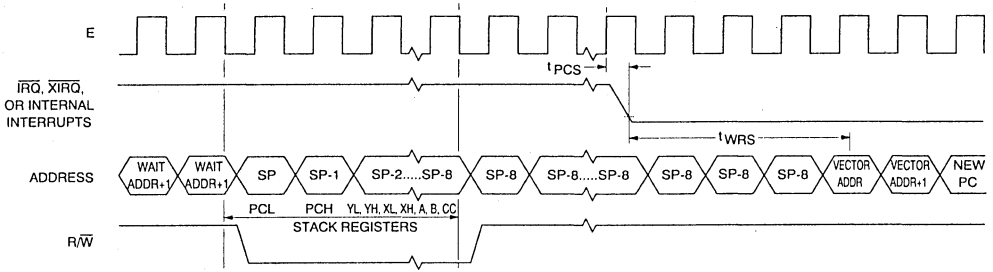 E
t PCS
IRQ, XIRQ,
OR INTERNAL
INTERRUPTS
t WRS
ADDRESS
WAIT ADDR+1
WAIT ADDR+1
SP
SP-1
SP-2.....SP-8
SP-8
SP-8.....SP-8
SP-8
SP-8
SP-8
VECTOR ADDR
VECTOR ADDR+1
NEW PC
PCL PCH YL, YH, XL, XH, A, B, CC
STACK REGISTERS
R/W